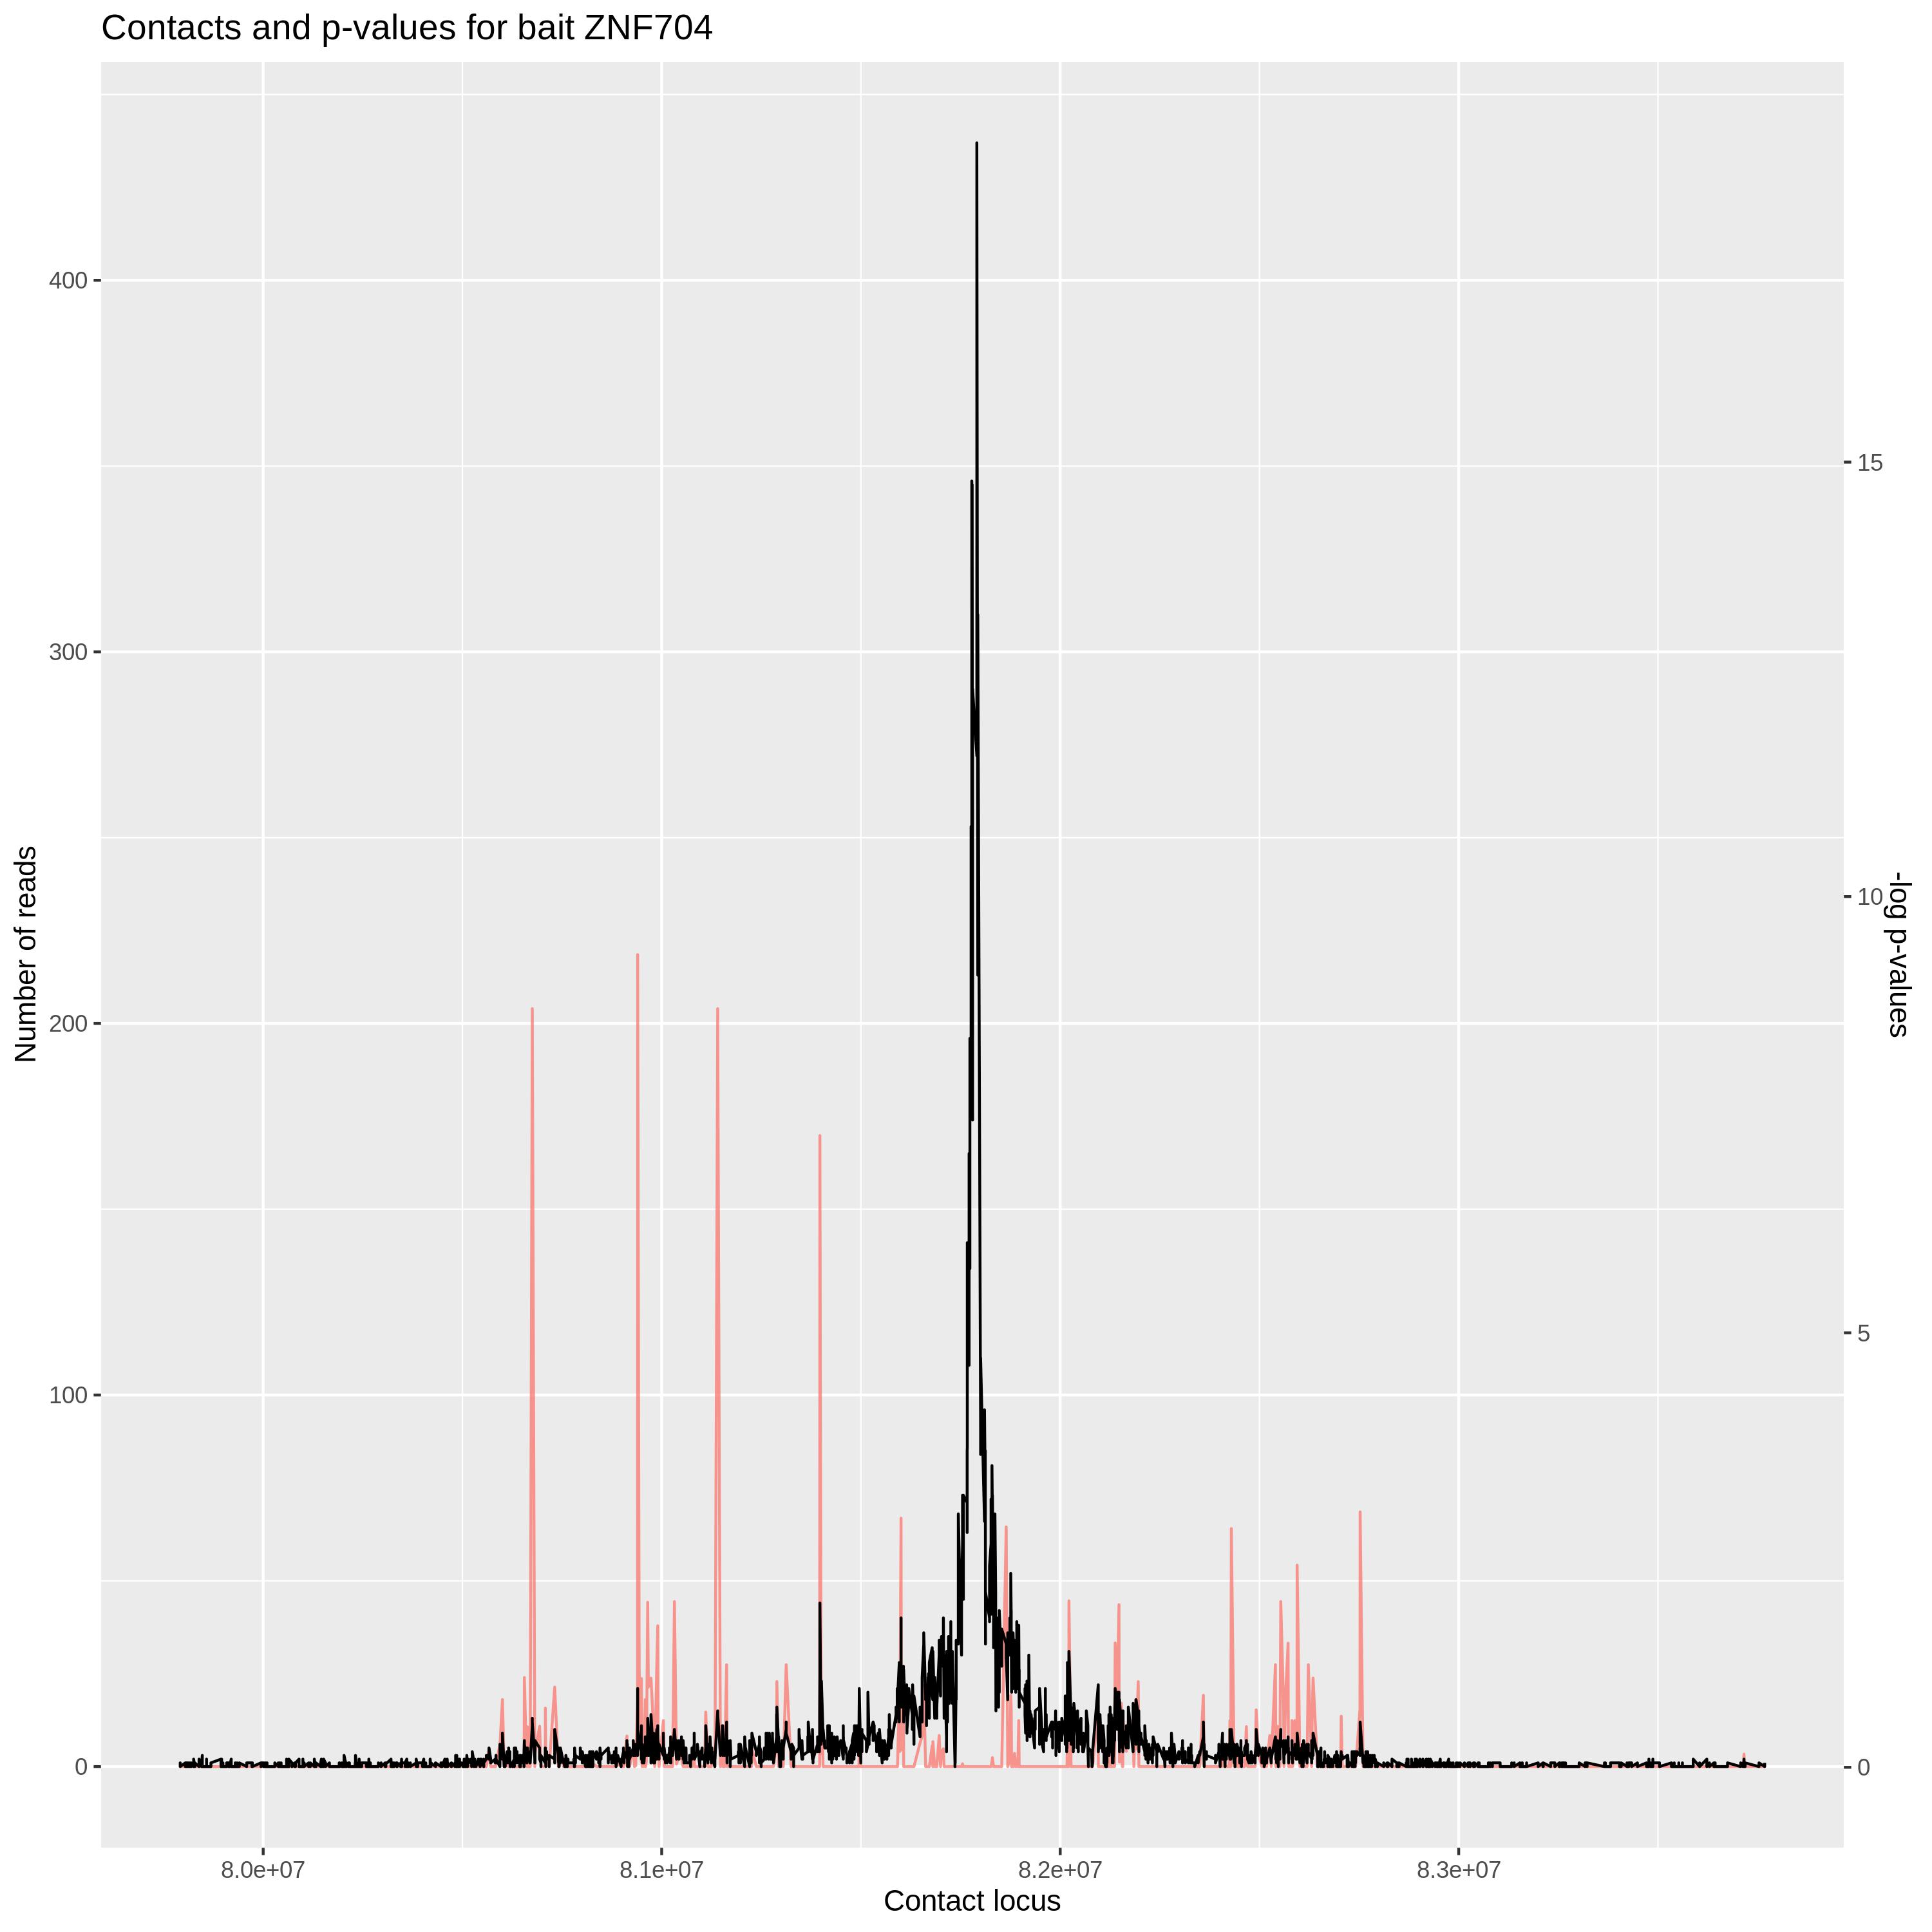 Contacts and p-values for bait ZNF704
Number of reads
400
300
200
100
0
15
10
5
0
-log p-values
8.0e+07 8.1e+07 8.2e+07 8.3e+07
Contact locus